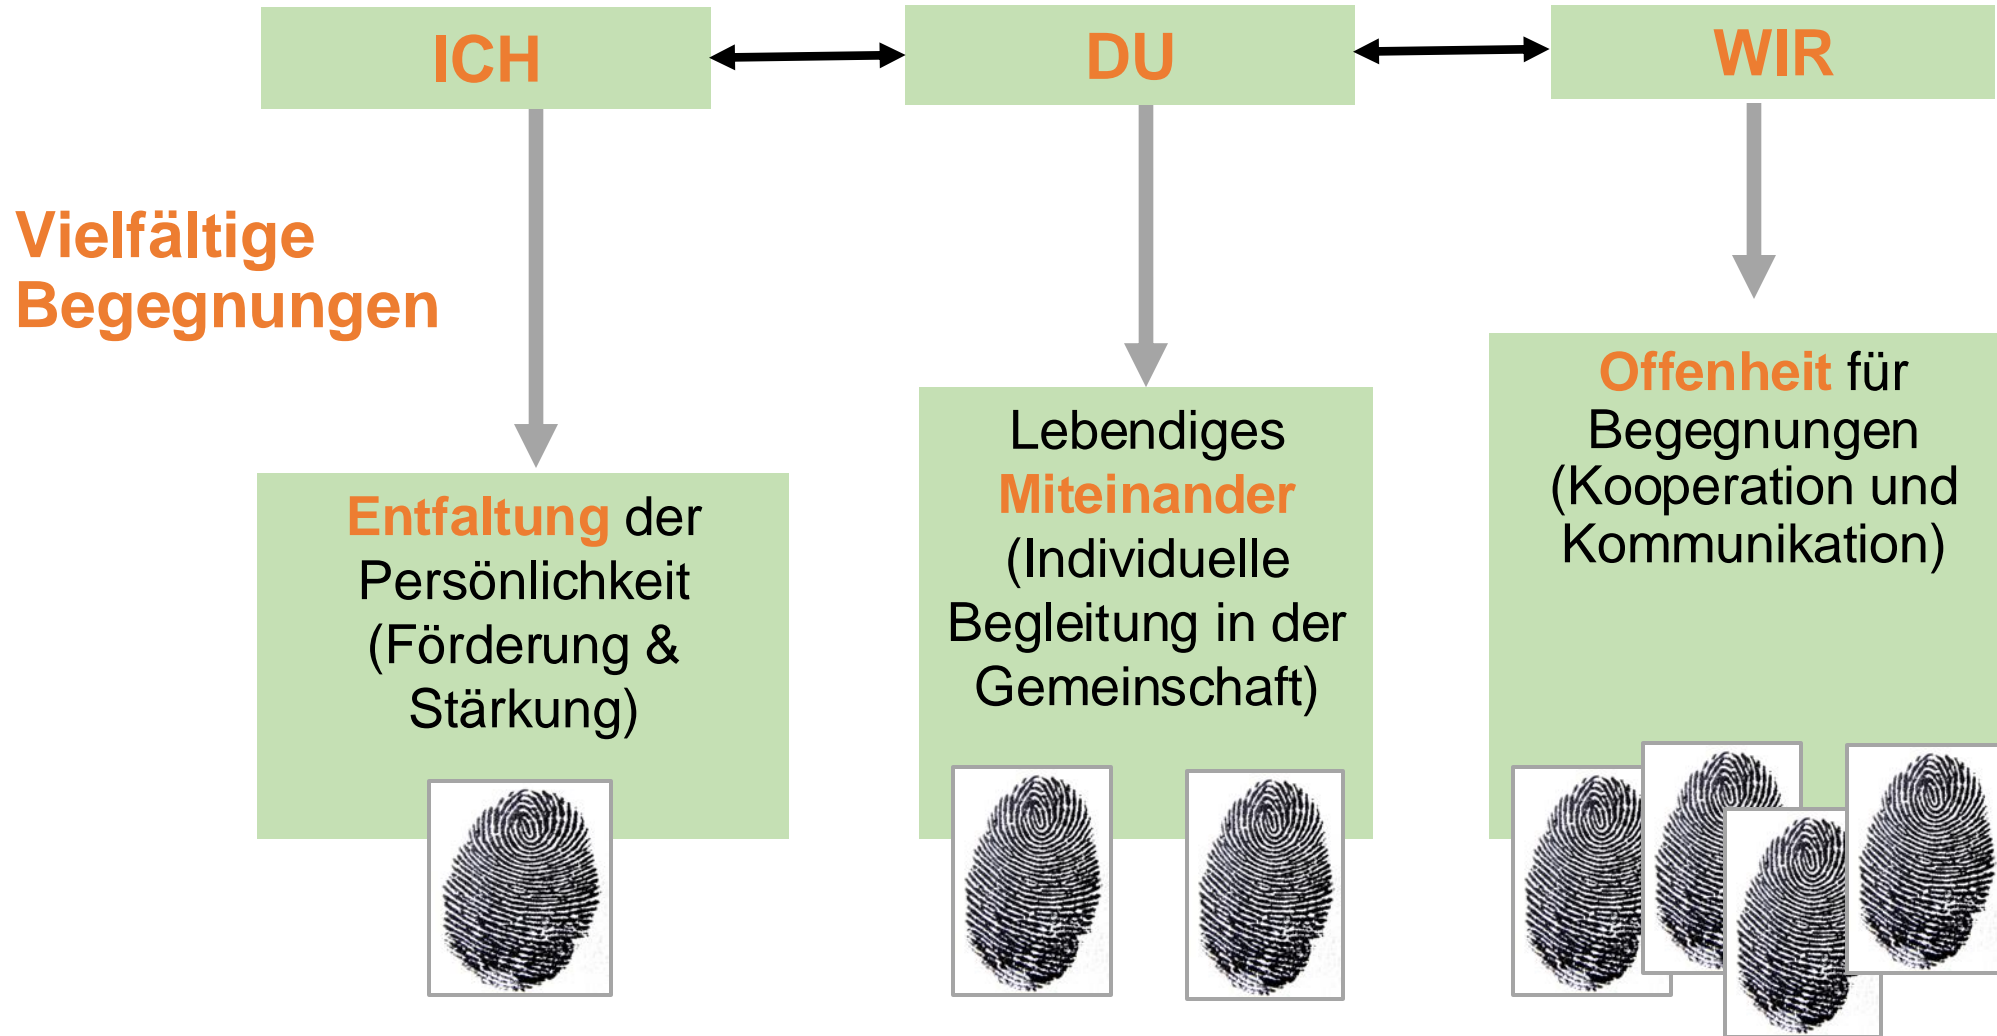 ICH
DU
WIR
Vielfältige
Begegnungen
Entfaltung der
Persönlichkeit
(Förderung &
Stärkung)
Lebendiges
Miteinander
(Individuelle
Begleitung in der
Gemeinschaft)
Offenheit für
Begegnungen
(Kooperation und
Kommunikation)